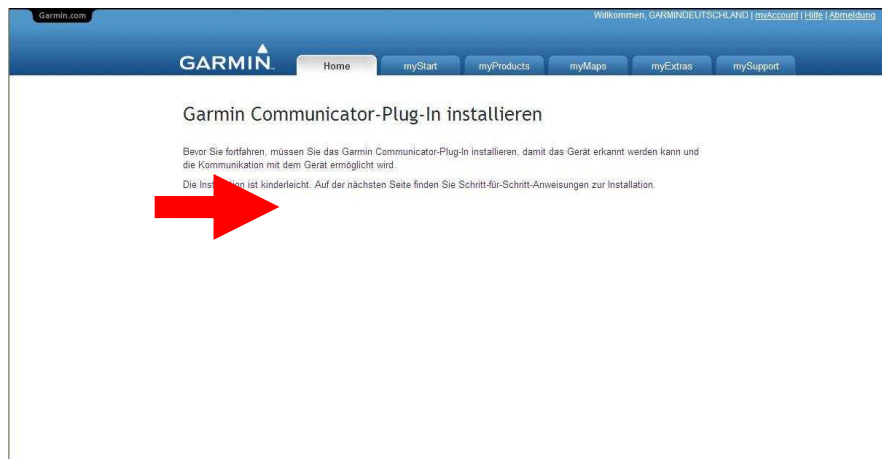 Garmin.com
Willkommen, GARMINDEUTSCHLAND | myAccount | Hilfe | Abmeldung
GARMIN
Home myStart myProducts myMaps myExtras mySupport
Garmin Communicator-Plug-In installieren
Bevor Sie fortfahren, müssen Sie das Garmin Communicator-Plug-In installieren, damit das Gerät erkannt werden kann und
die Kommunikation mit dem Gerät ermöglicht wird.
Die ist kinderleicht. Auf der nächsten Seite finden Sie Schritt-für-Schritt-Anweisungen zur Installation.